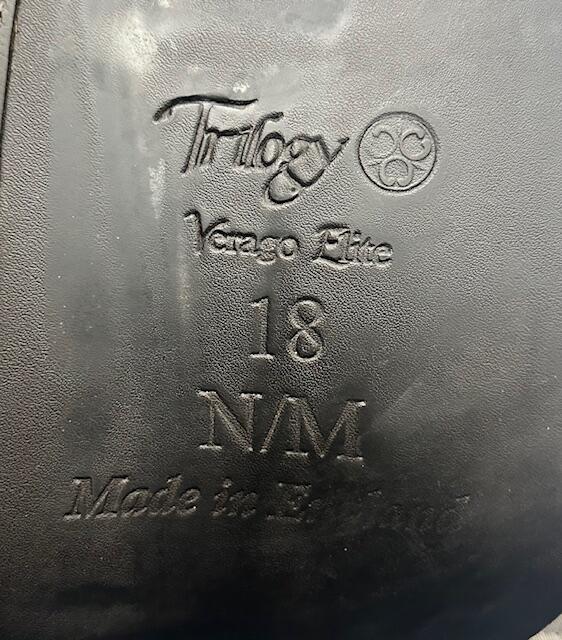 Trilogy
Verago Elite
18
N/M
Made in England